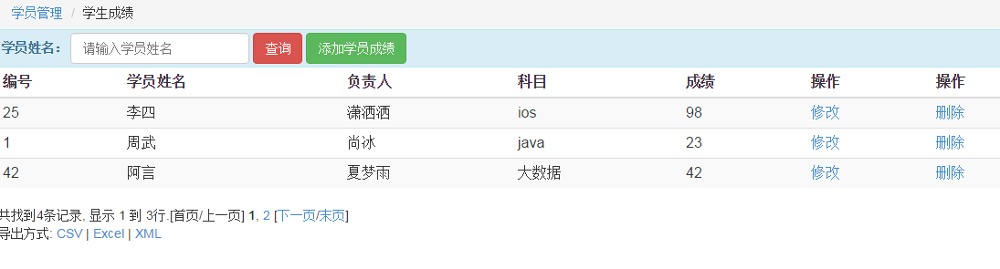 学员管理 / 学生成绩
学员姓名: 请输入学员姓名 查询 添加学员成绩
编号 学员姓名 负责人 科目 成绩 操作 操作
25 李四 潇洒洒 ios 98 修改 删除
1 周武 尚冰 java 23 修改 删除
42 阿言 夏梦雨 大数据 42 修改 删除
共找到4条记录, 显示 1 到 3行.[首页/上一页] 1, 2 [下一页/末页]
导出方式: CSV | Excel | XML